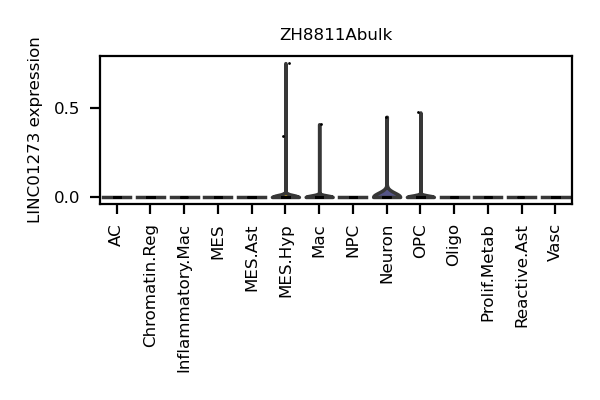 ZH8811Abulk
LINC01273 expression
0.5
0.0
AC
Chromatin.Reg
Inflammatory.Mac
MES
MES.Ast
MES.Hyp
Mac
NPC
Neuron
OPC
Oligo
Prolif.Metab
Reactive.Ast
Vasc